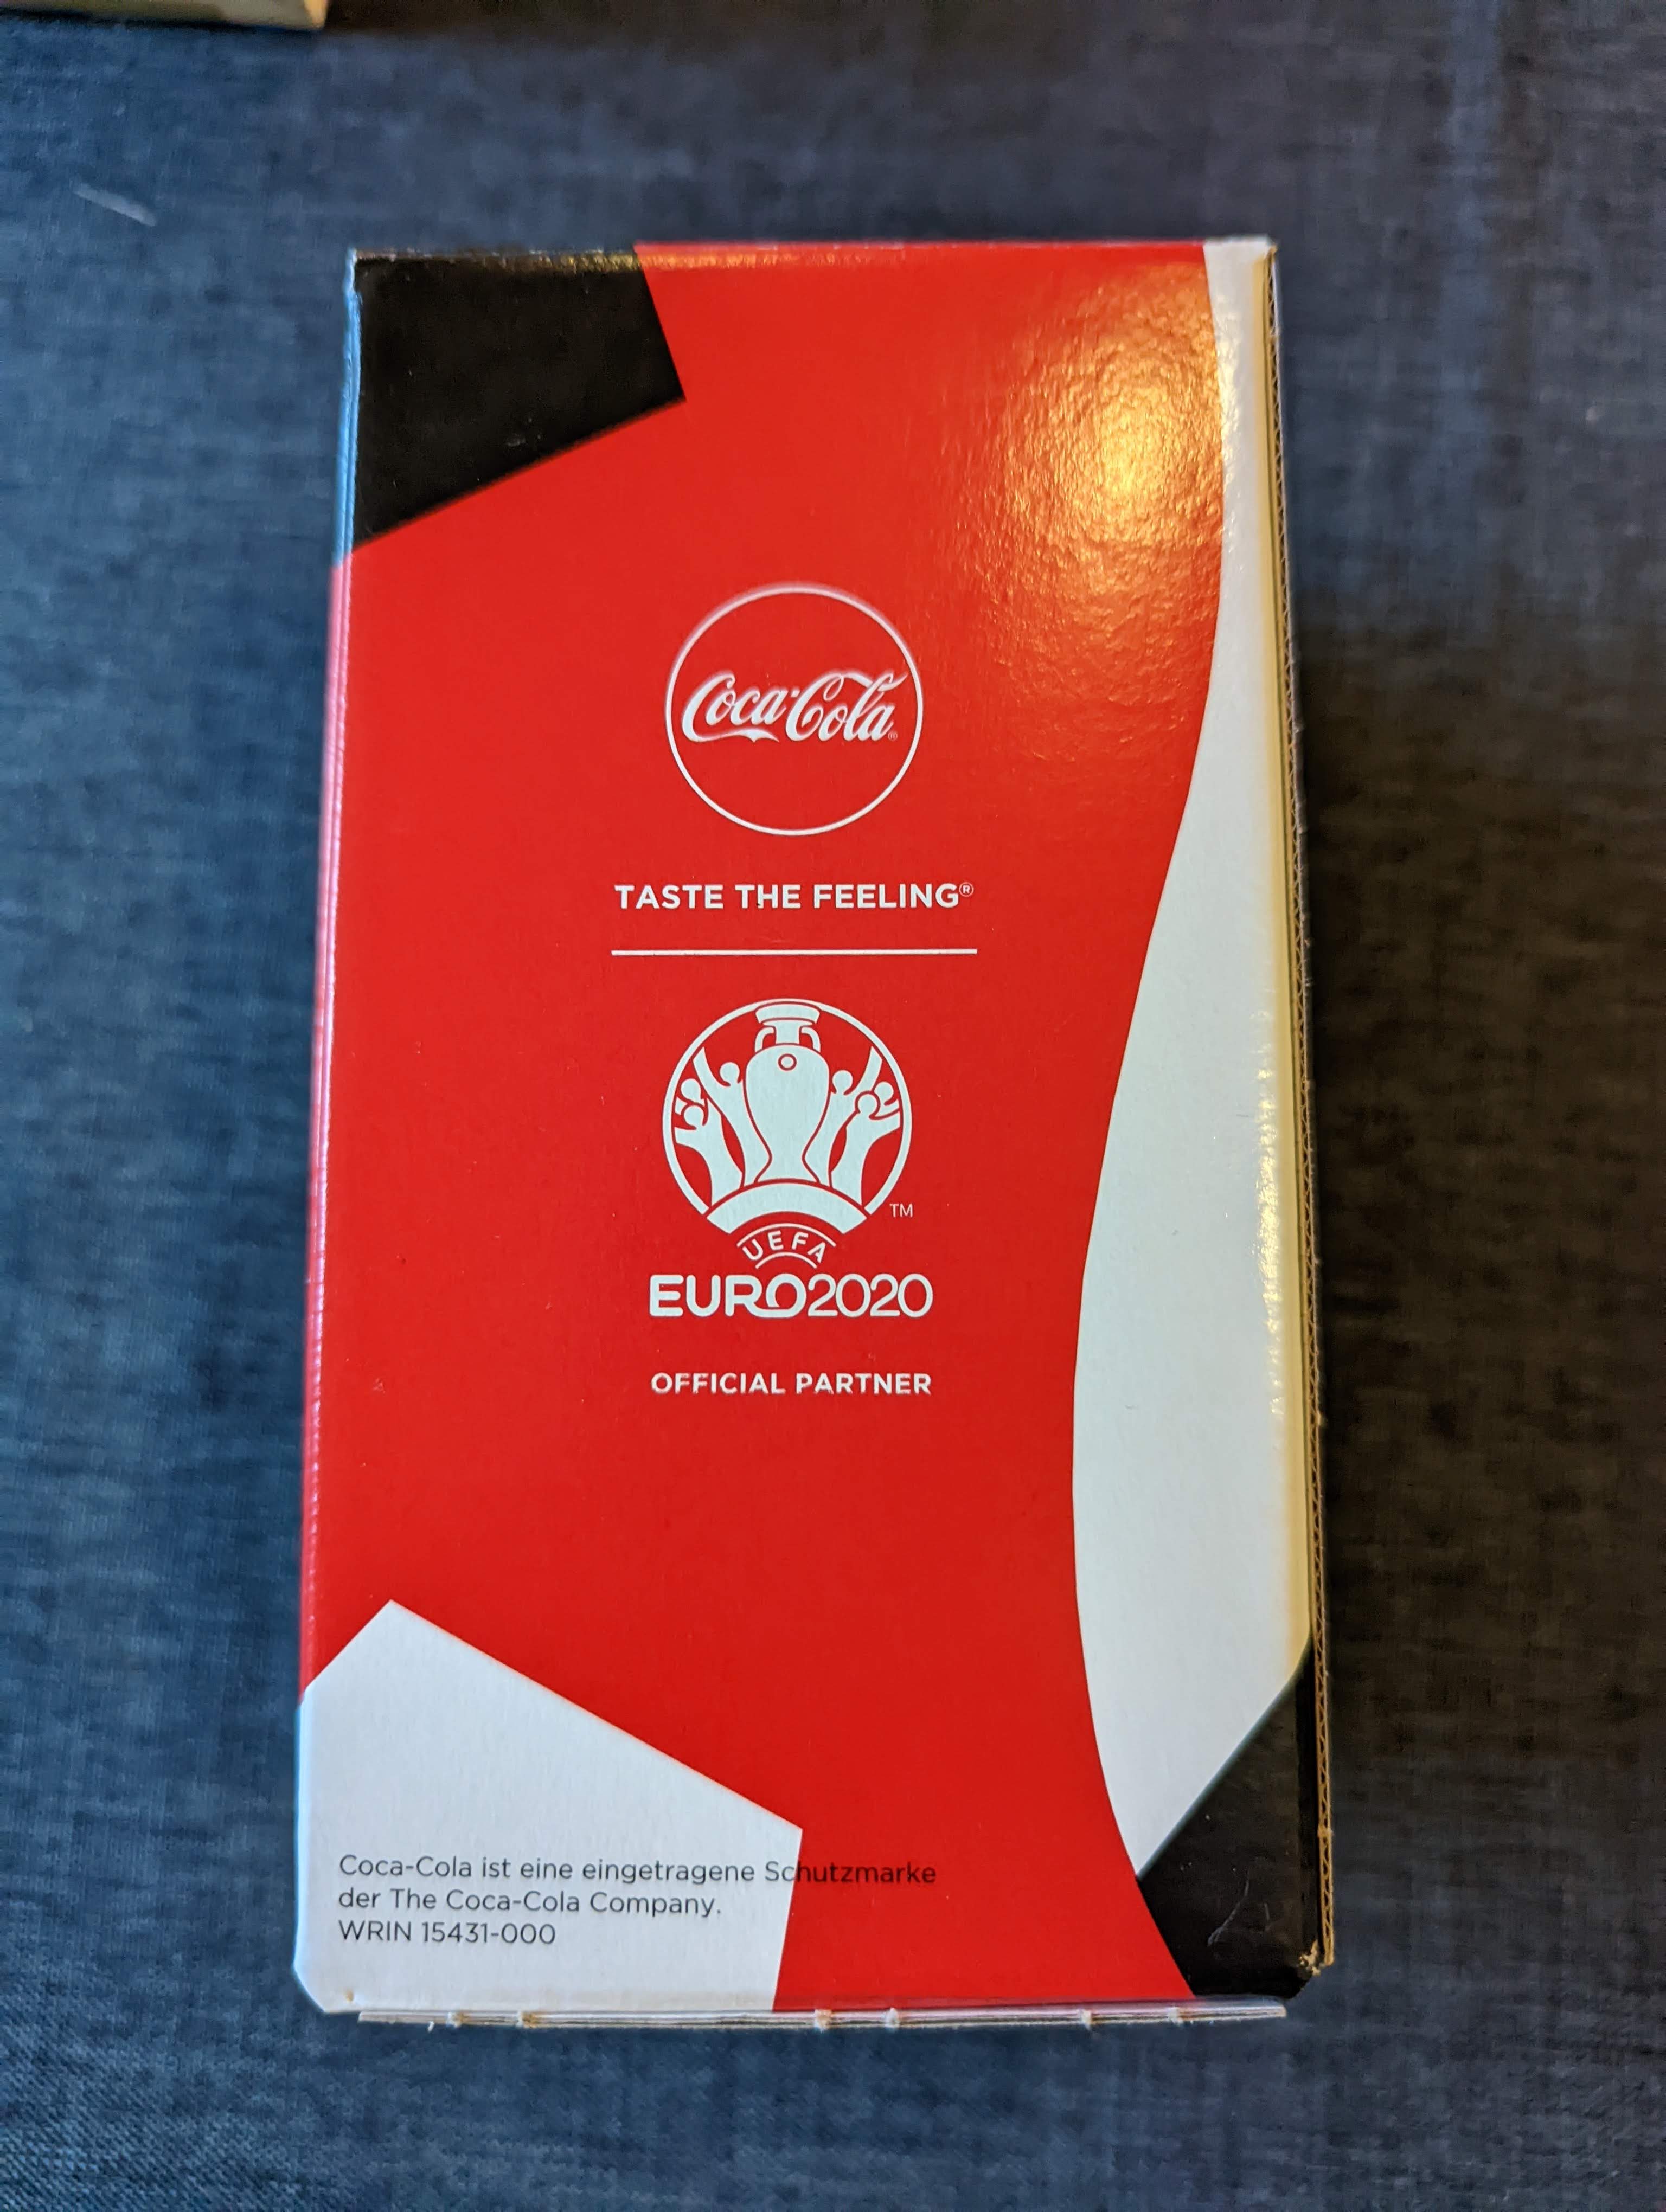 Coca-Cola®
TASTE THE FEELING®
TM
UEFA
EURO2020
OFFICIAL PARTNER
Coca-Cola ist eine eingetragene Schutzmarke
der The Coca-Cola Company.
WRIN 15431-000